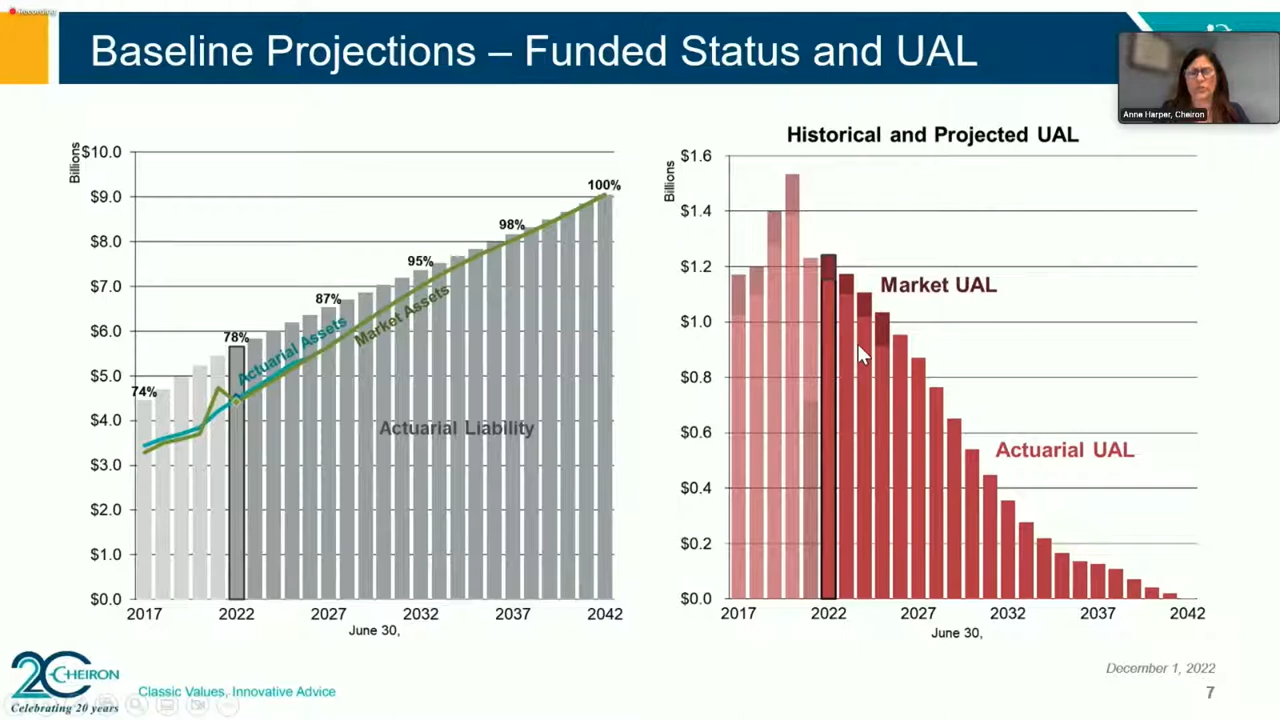 Recording
Baseline Projections – Funded Status and UAL
Anne Harper, Cheiron
Billions
$10.0
$9.0
$8.0
$7.0
$6.0
$5.0
$4.0
$3.0
$2.0
$1.0
$0.0
74%
78%
87%
95%
98%
100%
Actuarial Assets
Market Assets
Actuarial Liability
2017 2022 2027 2032 2037 2042
June 30,
Historical and Projected UAL
Billions
$1.6
$1.4
$1.2
$1.0
$0.8
$0.6
$0.4
$0.2
$0.0
Market UAL
Actuarial UAL
2017 2022 2027 2032 2037 2042
June 30,
20 CHEIRON
Celebrating 20 years
Classic Values, Innovative Advice
December 1, 2022
7